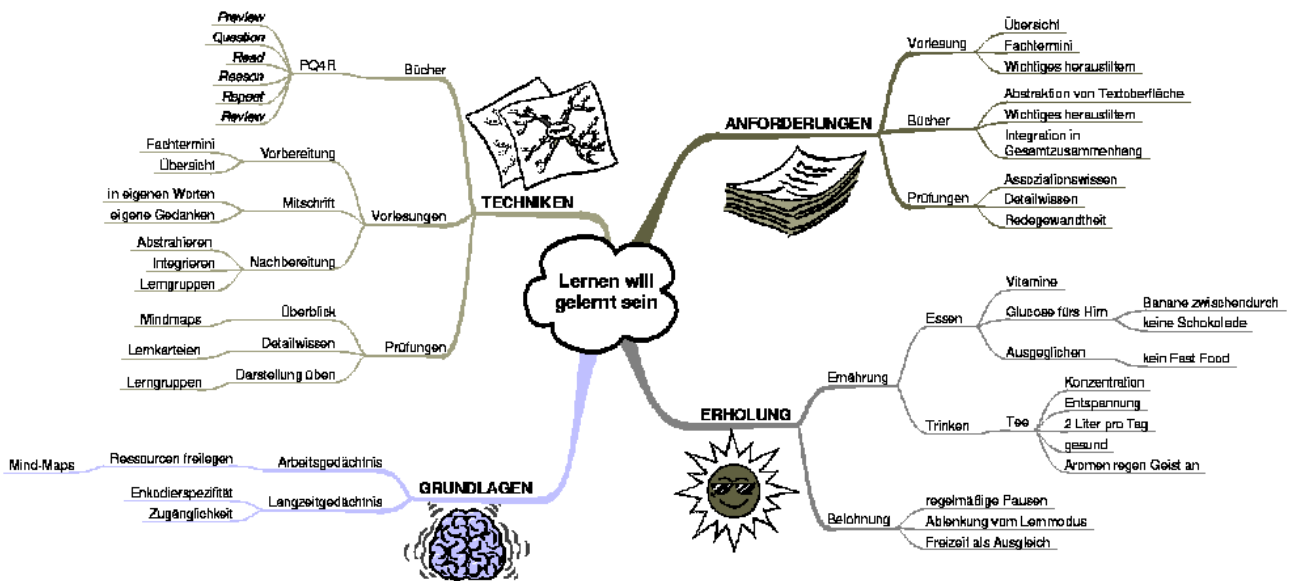 Lernen will
gelernt sein
TECHNIKEN
Bücher
PQ4R
Preview
Question
Read
Reason
Repeat
Review
Vorlesungen
Vorbereitung
Fachtermini
Übersicht
Mitschrift
in eigenen Worten
eigene Gedanken
Nachbereitung
Abstrahieren
Integrieren
Lerngruppen
Prüfungen
Überblick
Mindmaps
Detailwissen
Lernkarteien
Darstellung üben
Lerngruppen
ANFORDERUNGEN
Vorlesung
Übersicht
Fachtermini
Wichtiges herausfiltern
Bücher
Abstraktion von Textoberfläche
Wichtiges herausfiltern
Integration in
Gesamtzusammenhang
Prüfungen
Assoziationswissen
Detailwissen
Redegewandtheit
ERHOLUNG
Ernährung
Essen
Vitamine
Glucose fürs Hirn
Banane zwischendurch
keine Schokolade
Ausgeglichen
kein Fast Food
Trinken
Tee
Konzentration
Entspannung
2 Liter pro Tag
gesund
Aromen regen Geist an
Belohnung
regelmäßige Pausen
Ablenkung vom Lernmodus
Freizeit als Ausgleich
GRUNDLAGEN
Arbeitsgedächtnis
Ressourcen freilegen
Mind-Maps
Langzeitgedächtnis
Enkodierspezifität
Zugänglichkeit